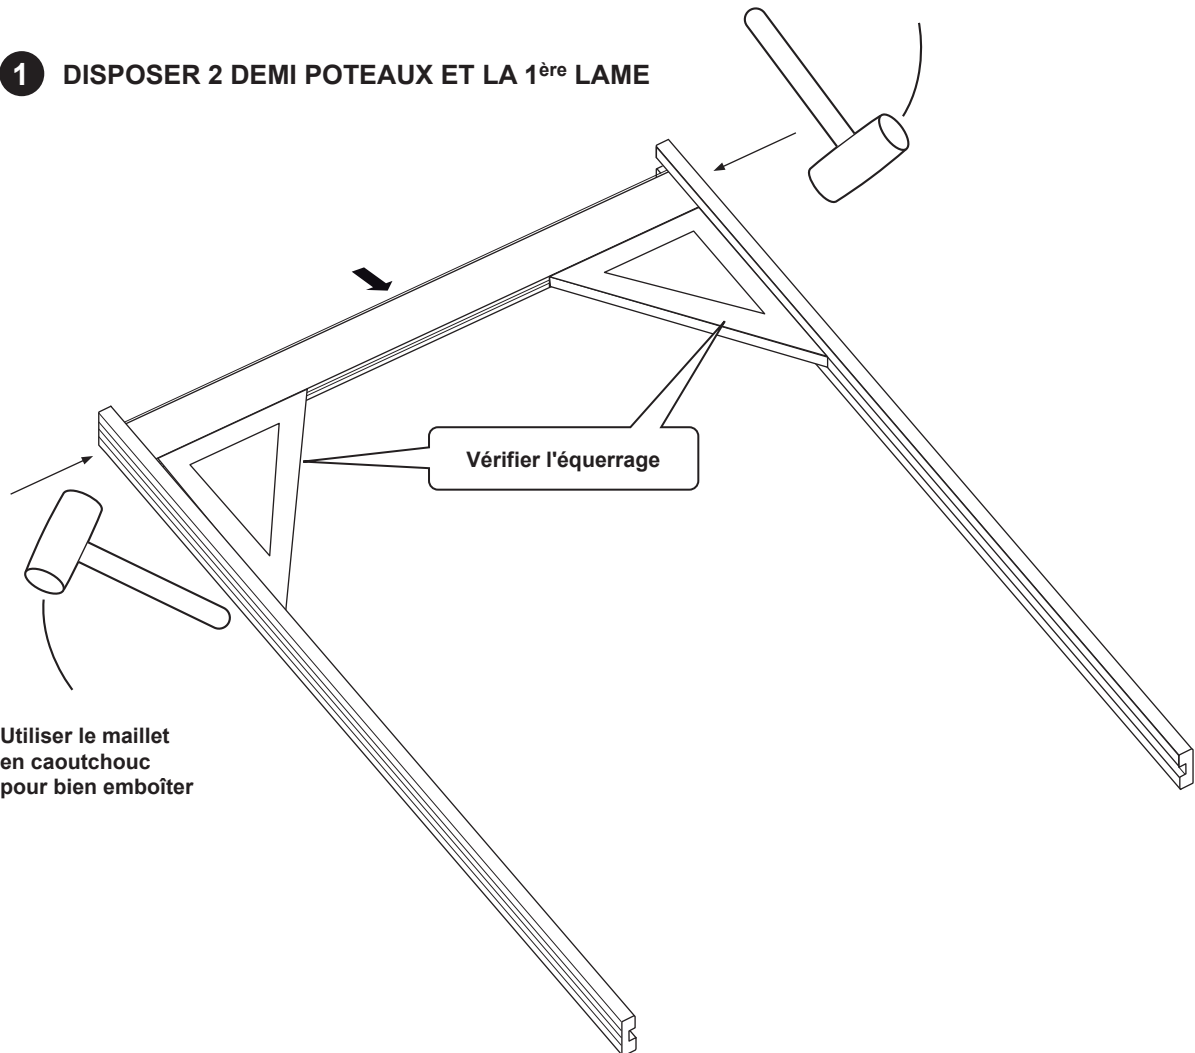 1 DISPOSER 2 DEMI POTEAUX ET LA 1ère LAME
Vérifier l'équerrage
Utiliser le maillet
en caoutchouc
pour bien emboîter